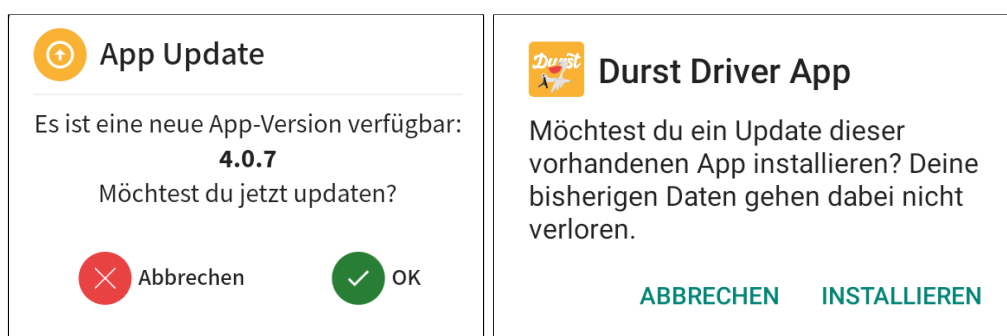 App Update
Es ist eine neue App-Version verfügbar:
4.0.7
Möchtest du jetzt updaten?
Abbrechen
OK
Durst
Durst Driver App
Möchtest du ein Update dieser
vorhandenen App installieren? Deine
bisherigen Daten gehen dabei nicht
verloren.
ABBRECHEN
INSTALLIEREN